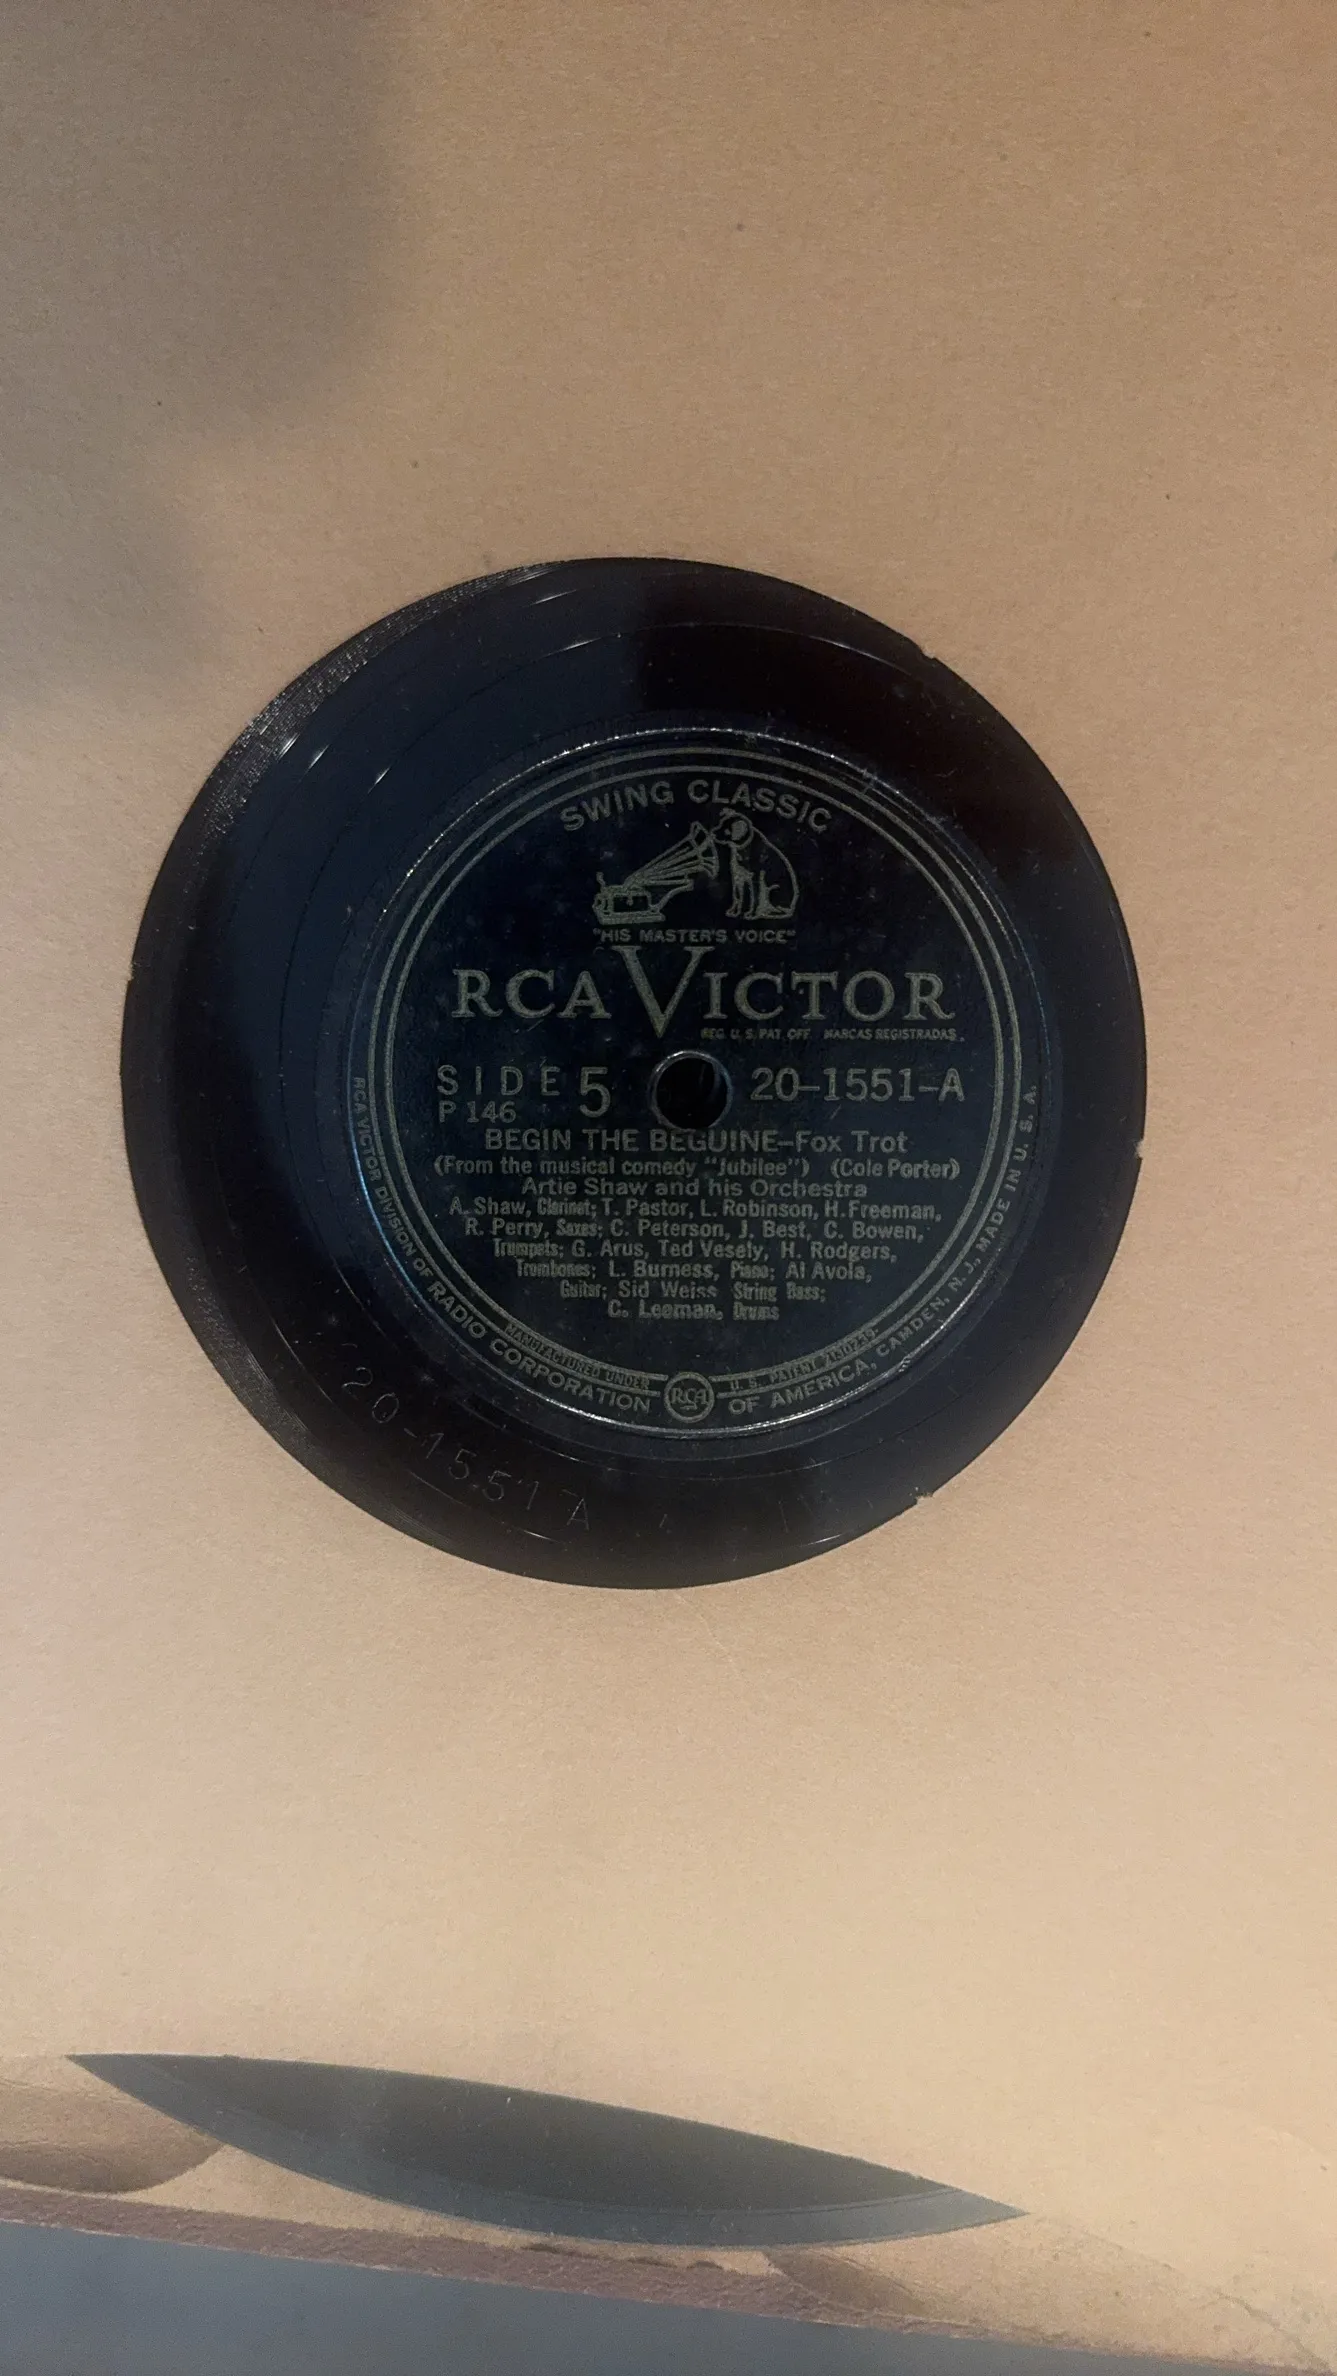 SWING CLASSIC
"HIS MASTER'S VOICE"
RCA VICTOR
REG. U. S. PAT. OFF. MARCAS REGISTRADAS.
SIDE 5
P 146
20-1551-A
BEGIN THE BEGUINE-Fox Trot
(From the musical comedy "Jubilee") (Cole Porter)
Artie Shaw and his Orchestra
A. Shaw, Clarinet; T. Pastor, L. Robinson, H. Freeman,
R. Perry, Saxes; C. Peterson, J. Best, C. Bowen,
Trumpets; G. Arus, Ted Vesely, H. Rodgers,
Trombones; L. Burness, Piano; Al Avola,
Guitar; Sid Weiss String Bass;
C. Leeman, Drums
MANUFACTURED UNDER U. S. PATENT
RCA VICTOR DIVISION OF RADIO CORPORATION OF AMERICA, CAMDEN, N. J., MADE IN U. S. A.
RCA
20-1551 A